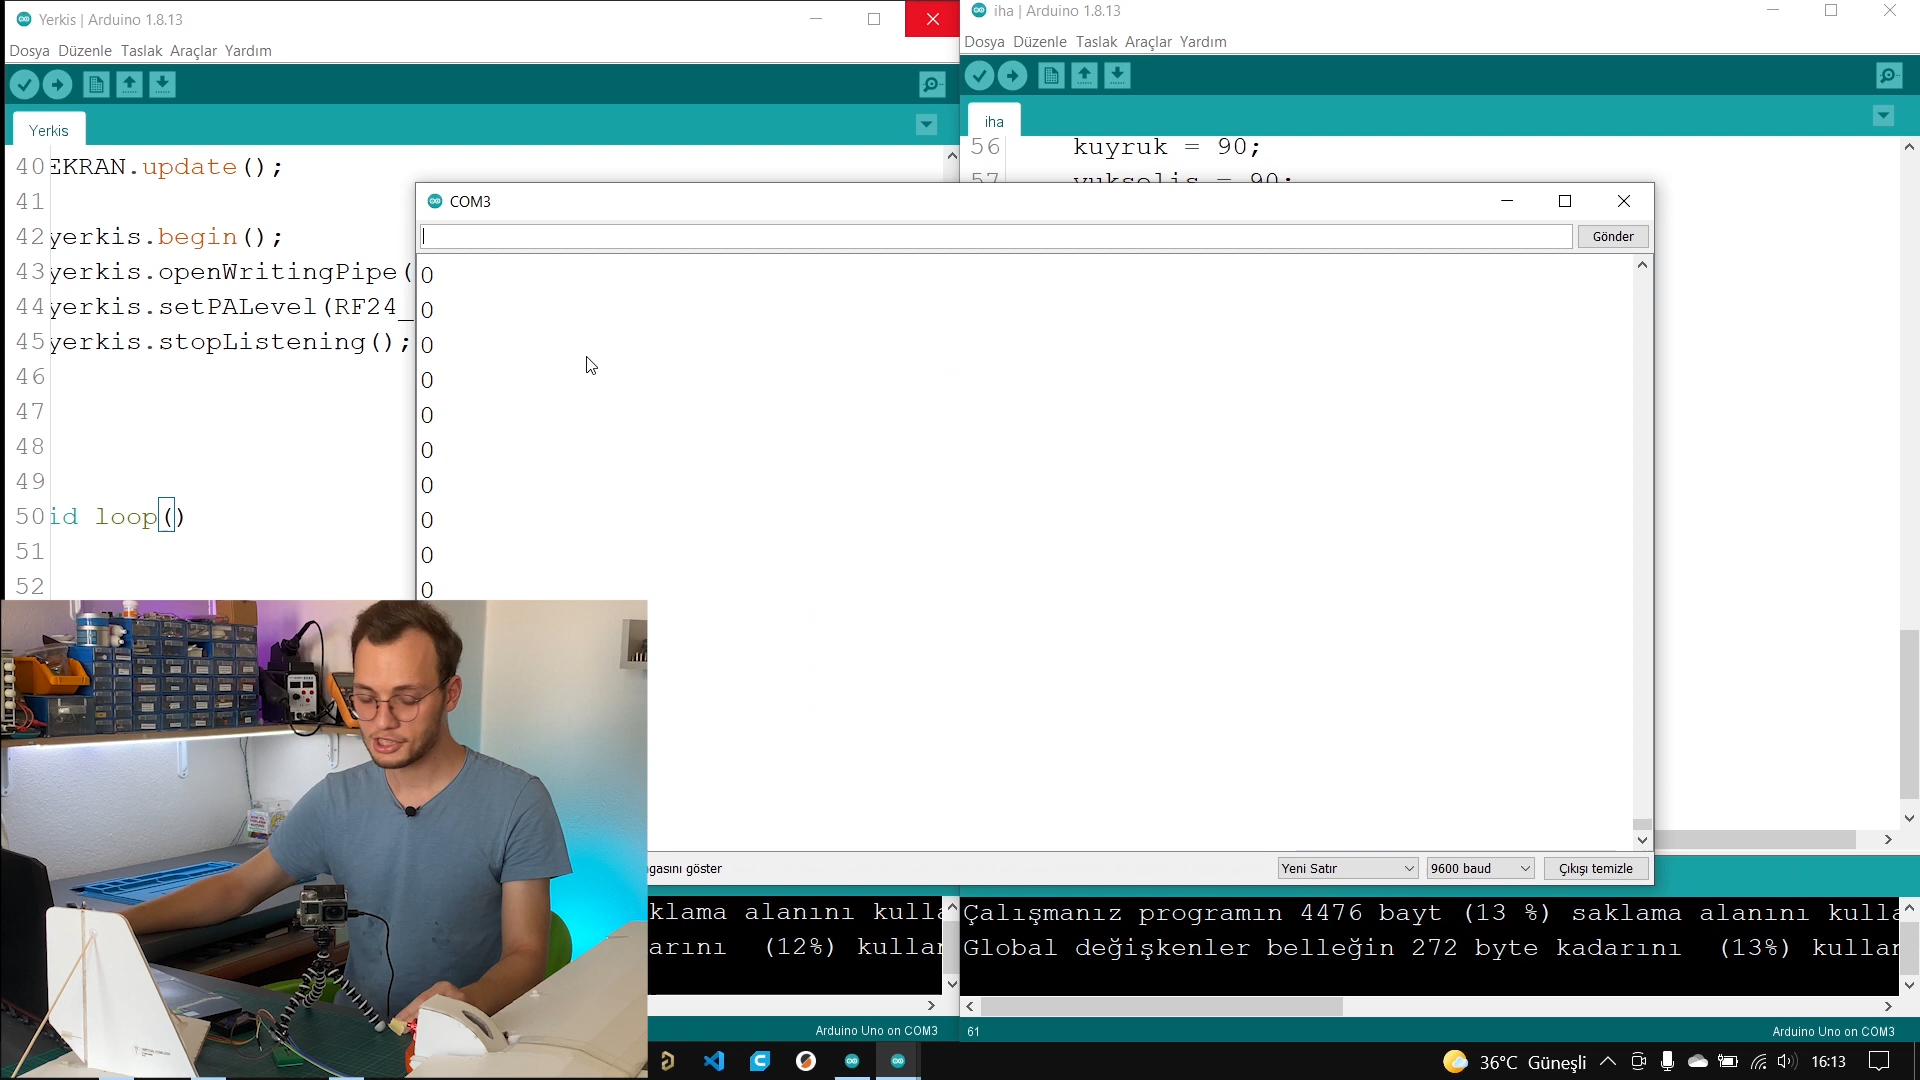 Yerkis | Arduino 1.8.13
Dosya Düzenle Taslak Araçlar Yardım
Yerkis
40 EKRAN.update();
41
42 yerkis.begin();
43 yerkis.openWritingPipe(
44 yerkis.setPALevel(RF24_
45 yerkis.stopListening();
46
47
48
49
50 id loop()
51
52
iha | Arduino 1.8.13
Dosya Düzenle Taslak Araçlar Yardım
iha
56 kuyruk = 90;
57 yukselis = 90;
COM3
Gönder
0
0
0
0
0
0
0
0
0
0
gasını göster
Yeni Satır
9600 baud
Çıkışı temizle
klama alanını kulla
arını (12%) kullan
Arduino Uno on COM3
Çalışmanız programın 4476 bayt (13 %) saklama alanını kulla
Global değişkenler belleğin 272 byte kadarını (13%) kullan
61
Arduino Uno on COM3
36°C Güneşli
16:13